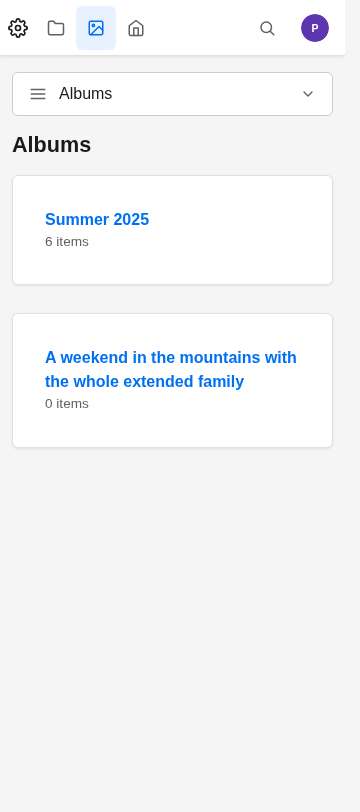 P
Albums
Albums
Summer 2025
6 items
A weekend in the mountains with
the whole extended family
0 items